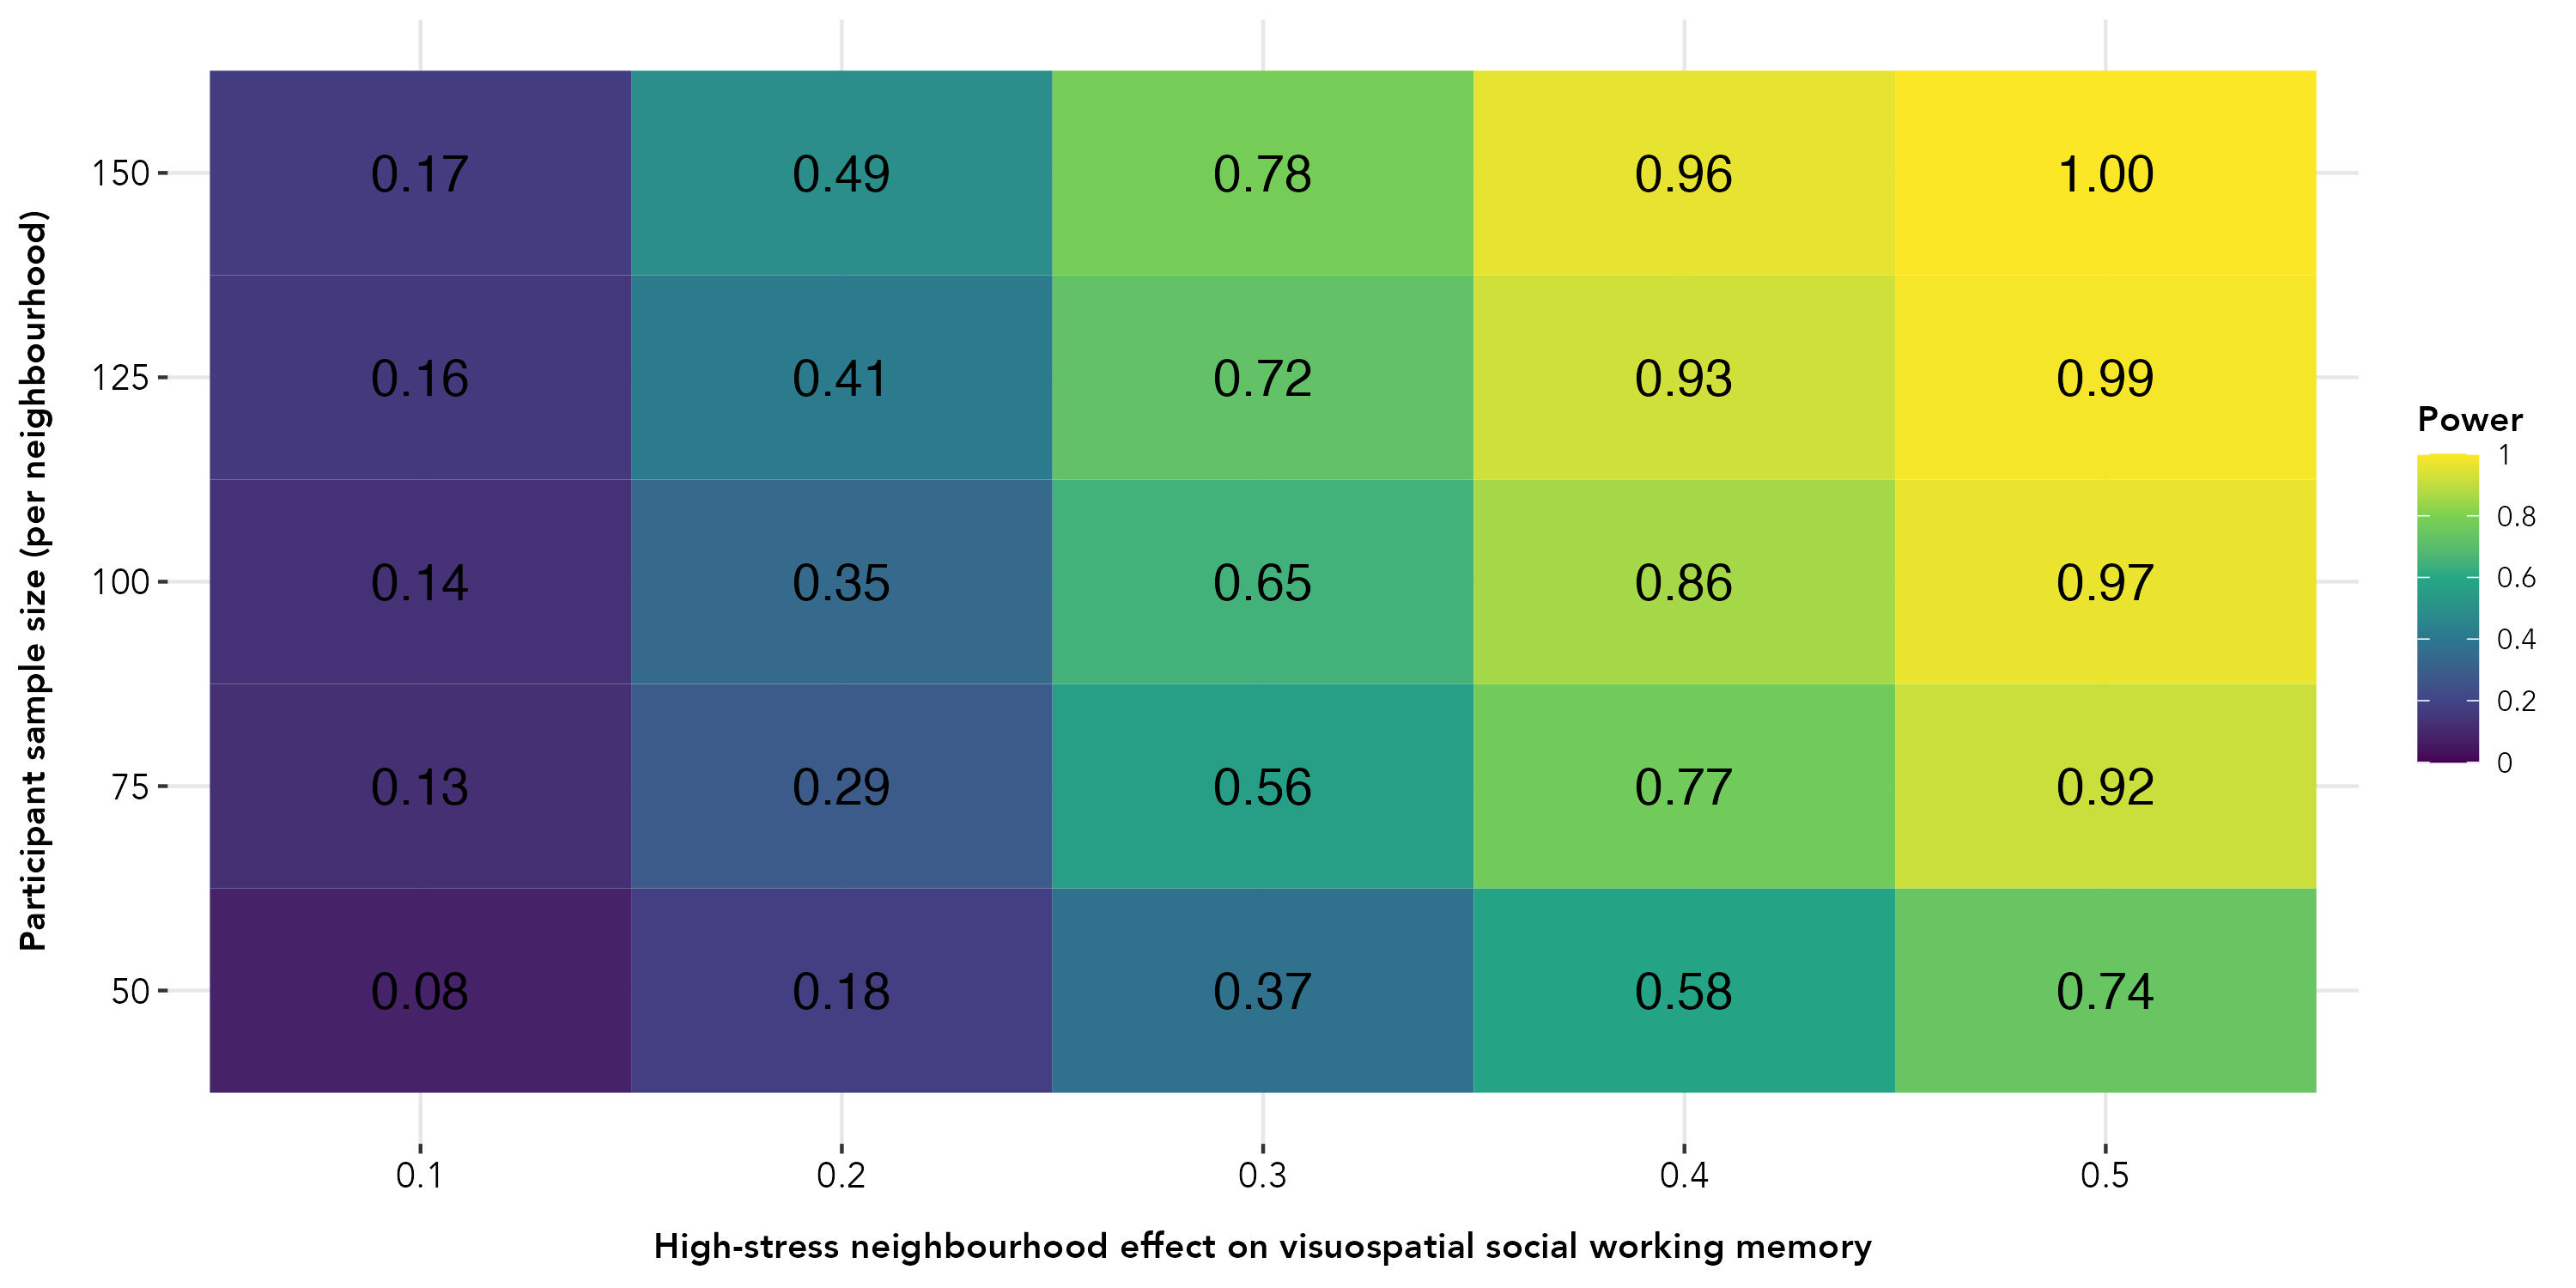 Participant sample size (per neighbourhood)
150 0.17 0.49 0.78 0.96 1.00
125 0.16 0.41 0.72 0.93 0.99
100 0.14 0.35 0.65 0.86 0.97
75 0.13 0.29 0.56 0.77 0.92
50 0.08 0.18 0.37 0.58 0.74
0.1 0.2 0.3 0.4 0.5
High-stress neighbourhood effect on visuospatial social working memory
Power
1
0.8
0.6
0.4
0.2
0